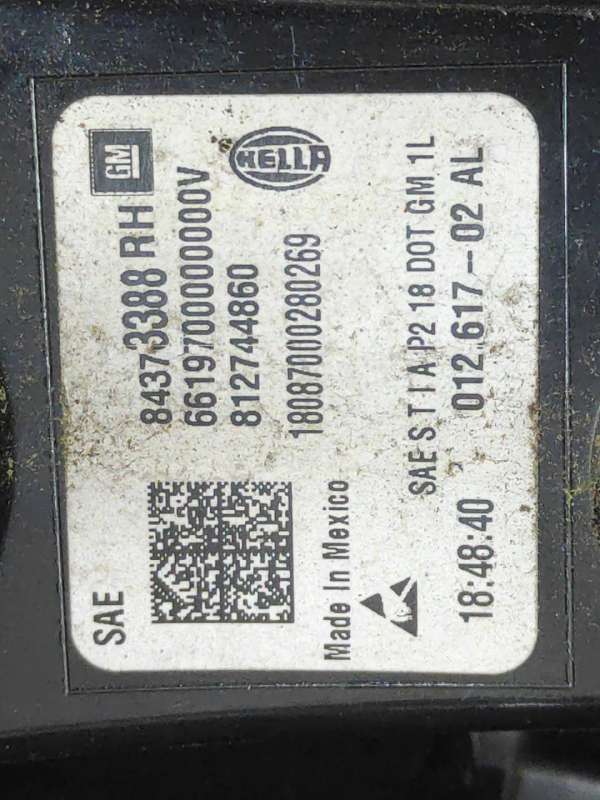 SAE
GM
HELLA
84373388 RH
66197000000000V
812744860
18087000280269
Made In Mexico
SAE S T I A P2 18 DOT GM 1L
18:48:40
012.617-02 AL